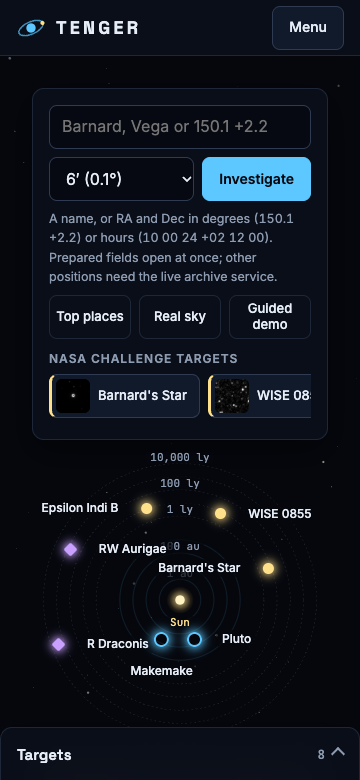 TENGER
Menu
Barnard, Vega or 150.1 +2.2
6′ (0.1°)
Investigate
A name, or RA and Dec in degrees (150.1
+2.2) or hours (10 00 24 +02 12 00).
Prepared fields open at once; other
positions need the live archive service.
Top places
Real sky
Guided
demo
NASA CHALLENGE TARGETS
Barnard's Star
WISE 08
10,000 ly
100 ly
Epsilon Indi B
1 ly
WISE 0855
RW Aurigae
0 au
Barnard's Star
1 au
Sun
R Draconis
Pluto
Makemake
Targets
8